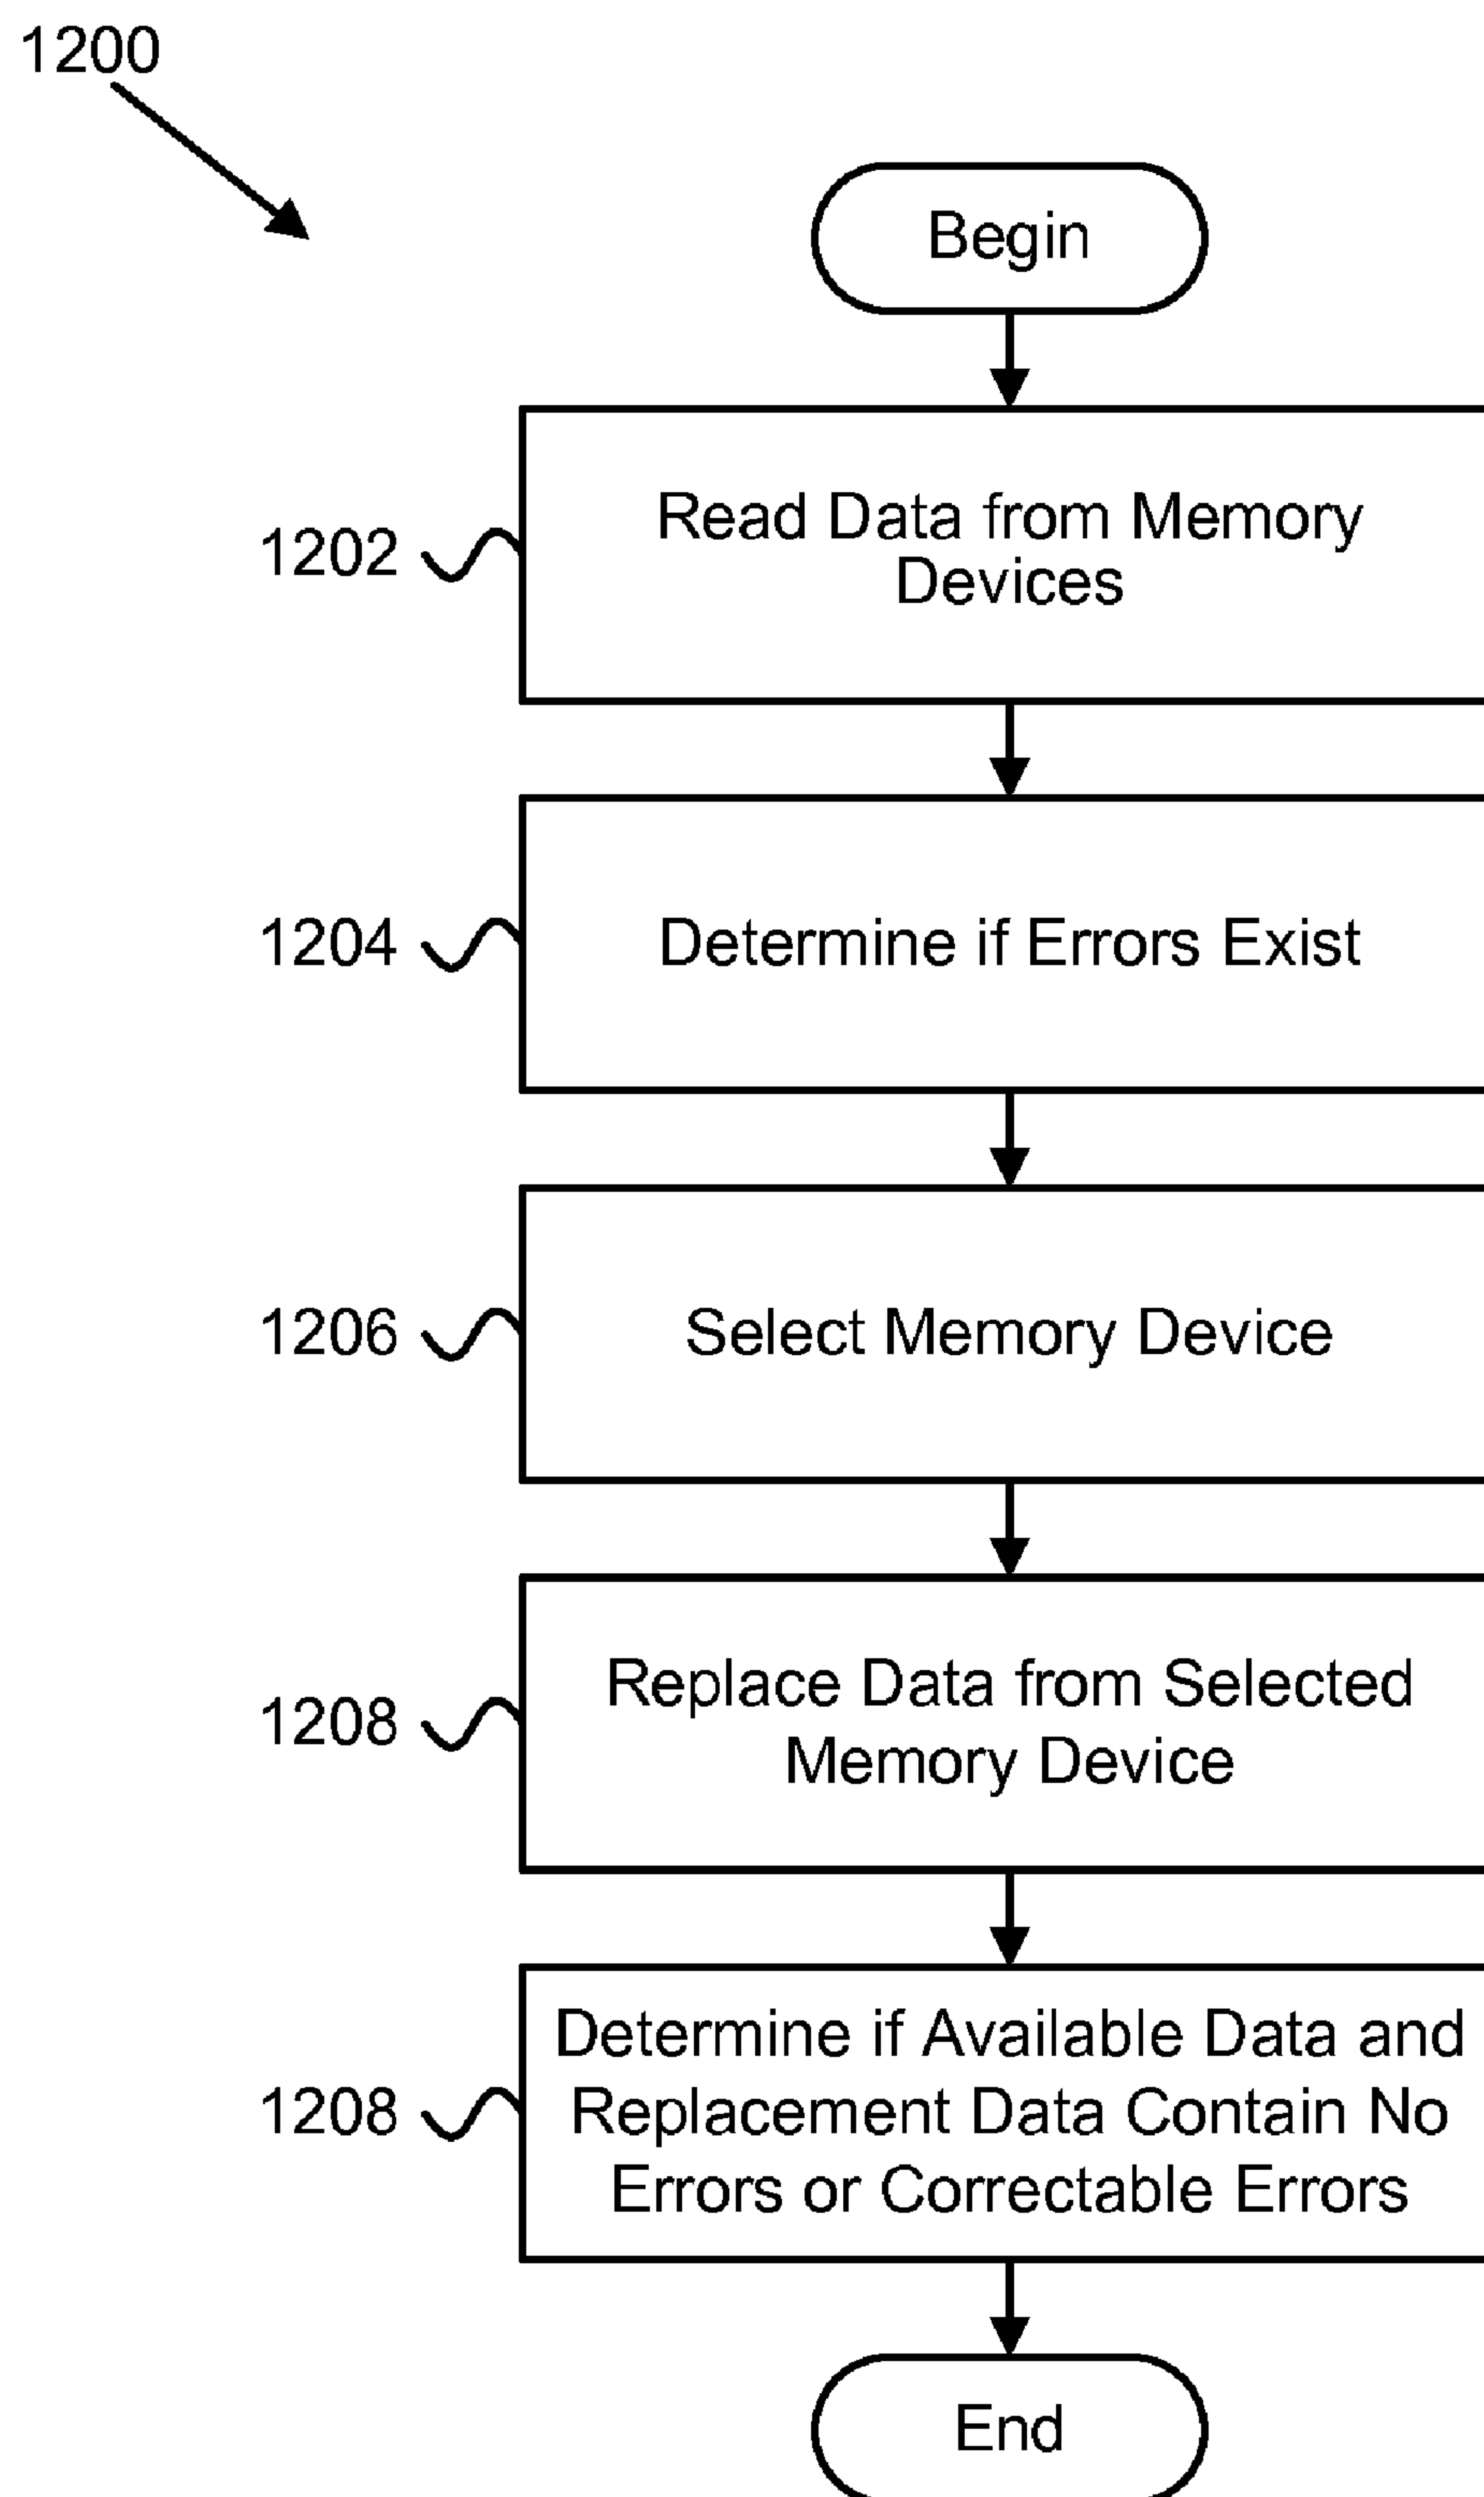 1200
Begin
1202
Read Data from Memory
Devices
1204
Determine if Errors Exist
1206
Select Memory Device
1208
Replace Data from Selected
Memory Device
1208
Determine if Available Data and
Replacement Data Contain No
Errors or Correctable Errors
End